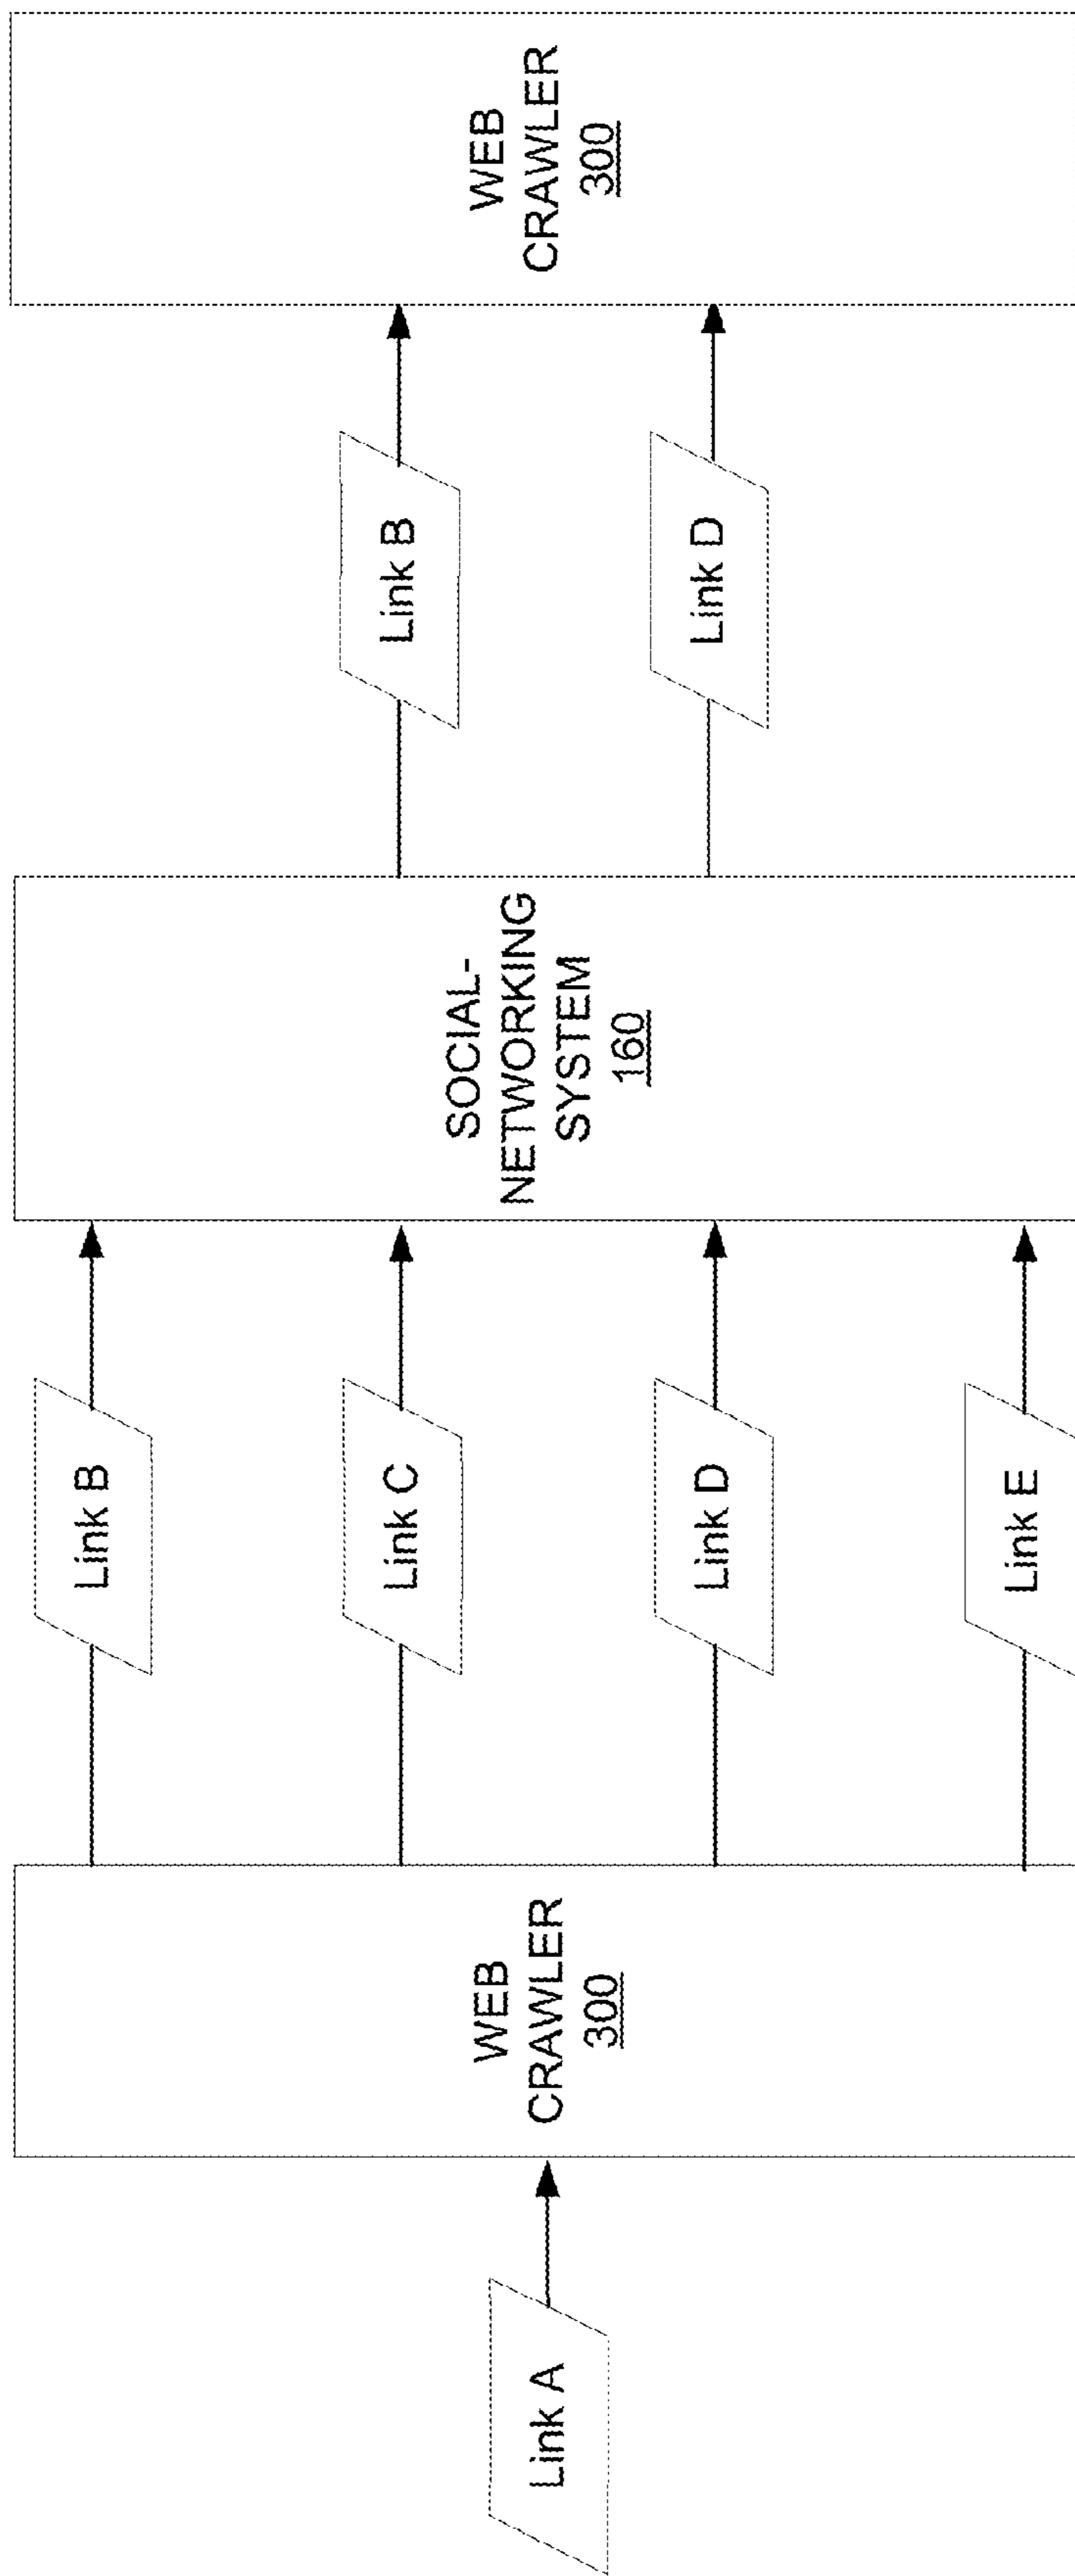 Link A
WEB
CRAWLER
300
Link B
Link C
Link D
Link E
SOCIAL-
NETWORKING
SYSTEM
160
Link B
Link D
WEB
CRAWLER
300